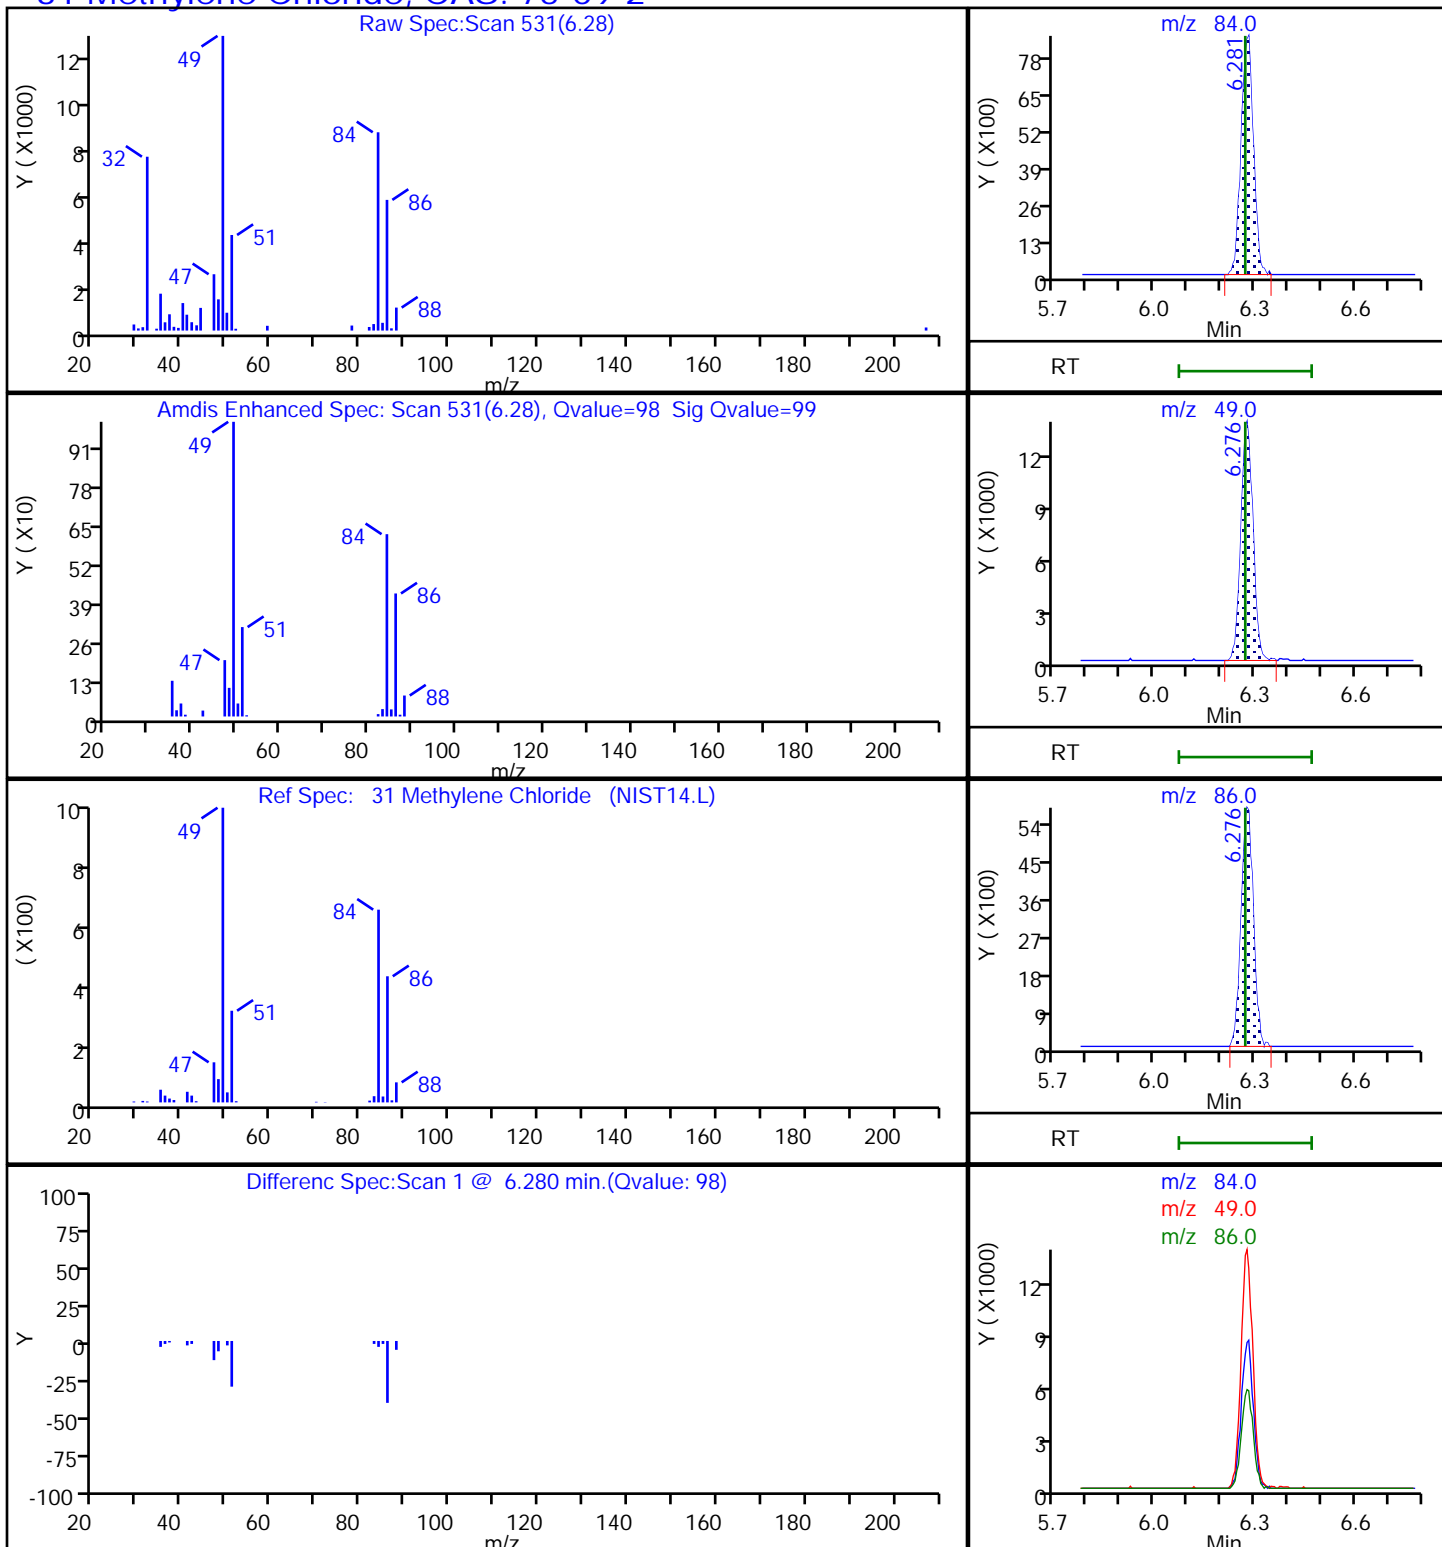 31 Methylene Chloride, CAS: 75-09-2
Raw Spec:Scan 531(6.28)
Y ( X1000)
12
10
8
6
4
2
0
49
32
84
86
51
47
88
20 40 60 80 100 120 140 160 180 200
m/z
m/z 84.0
6.281
Y ( X100)
78
65
52
39
26
13
0
5.7 6.0 6.3 6.6
Min
RT
Amdis Enhanced Spec: Scan 531(6.28), Qvalue=98 Sig Qvalue=99
Y ( X10)
91
78
65
52
39
26
13
0
49
84
86
51
47
88
20 40 60 80 100 120 140 160 180 200
m/z
m/z 49.0
6.276
Y ( X1000)
12
9
6
3
0
5.7 6.0 6.3 6.6
Min
RT
Ref Spec: 31 Methylene Chloride (NIST14.L)
( X100)
10
8
6
4
2
0
49
84
86
51
47
88
20 40 60 80 100 120 140 160 180 200
m/z 86.0
6.276
Y ( X100)
54
45
36
27
18
9
0
5.7 6.0 6.3 6.6
Min
RT
Differenc Spec:Scan 1 @ 6.280 min.(Qvalue: 98)
Y
100
75
50
25
0
-25
-50
-75
-100
20 40 60 80 100 120 140 160 180 200
m/z
m/z 84.0
m/z 49.0
m/z 86.0
Y ( X1000)
12
9
6
3
0
5.7 6.0 6.3 6.6
Min